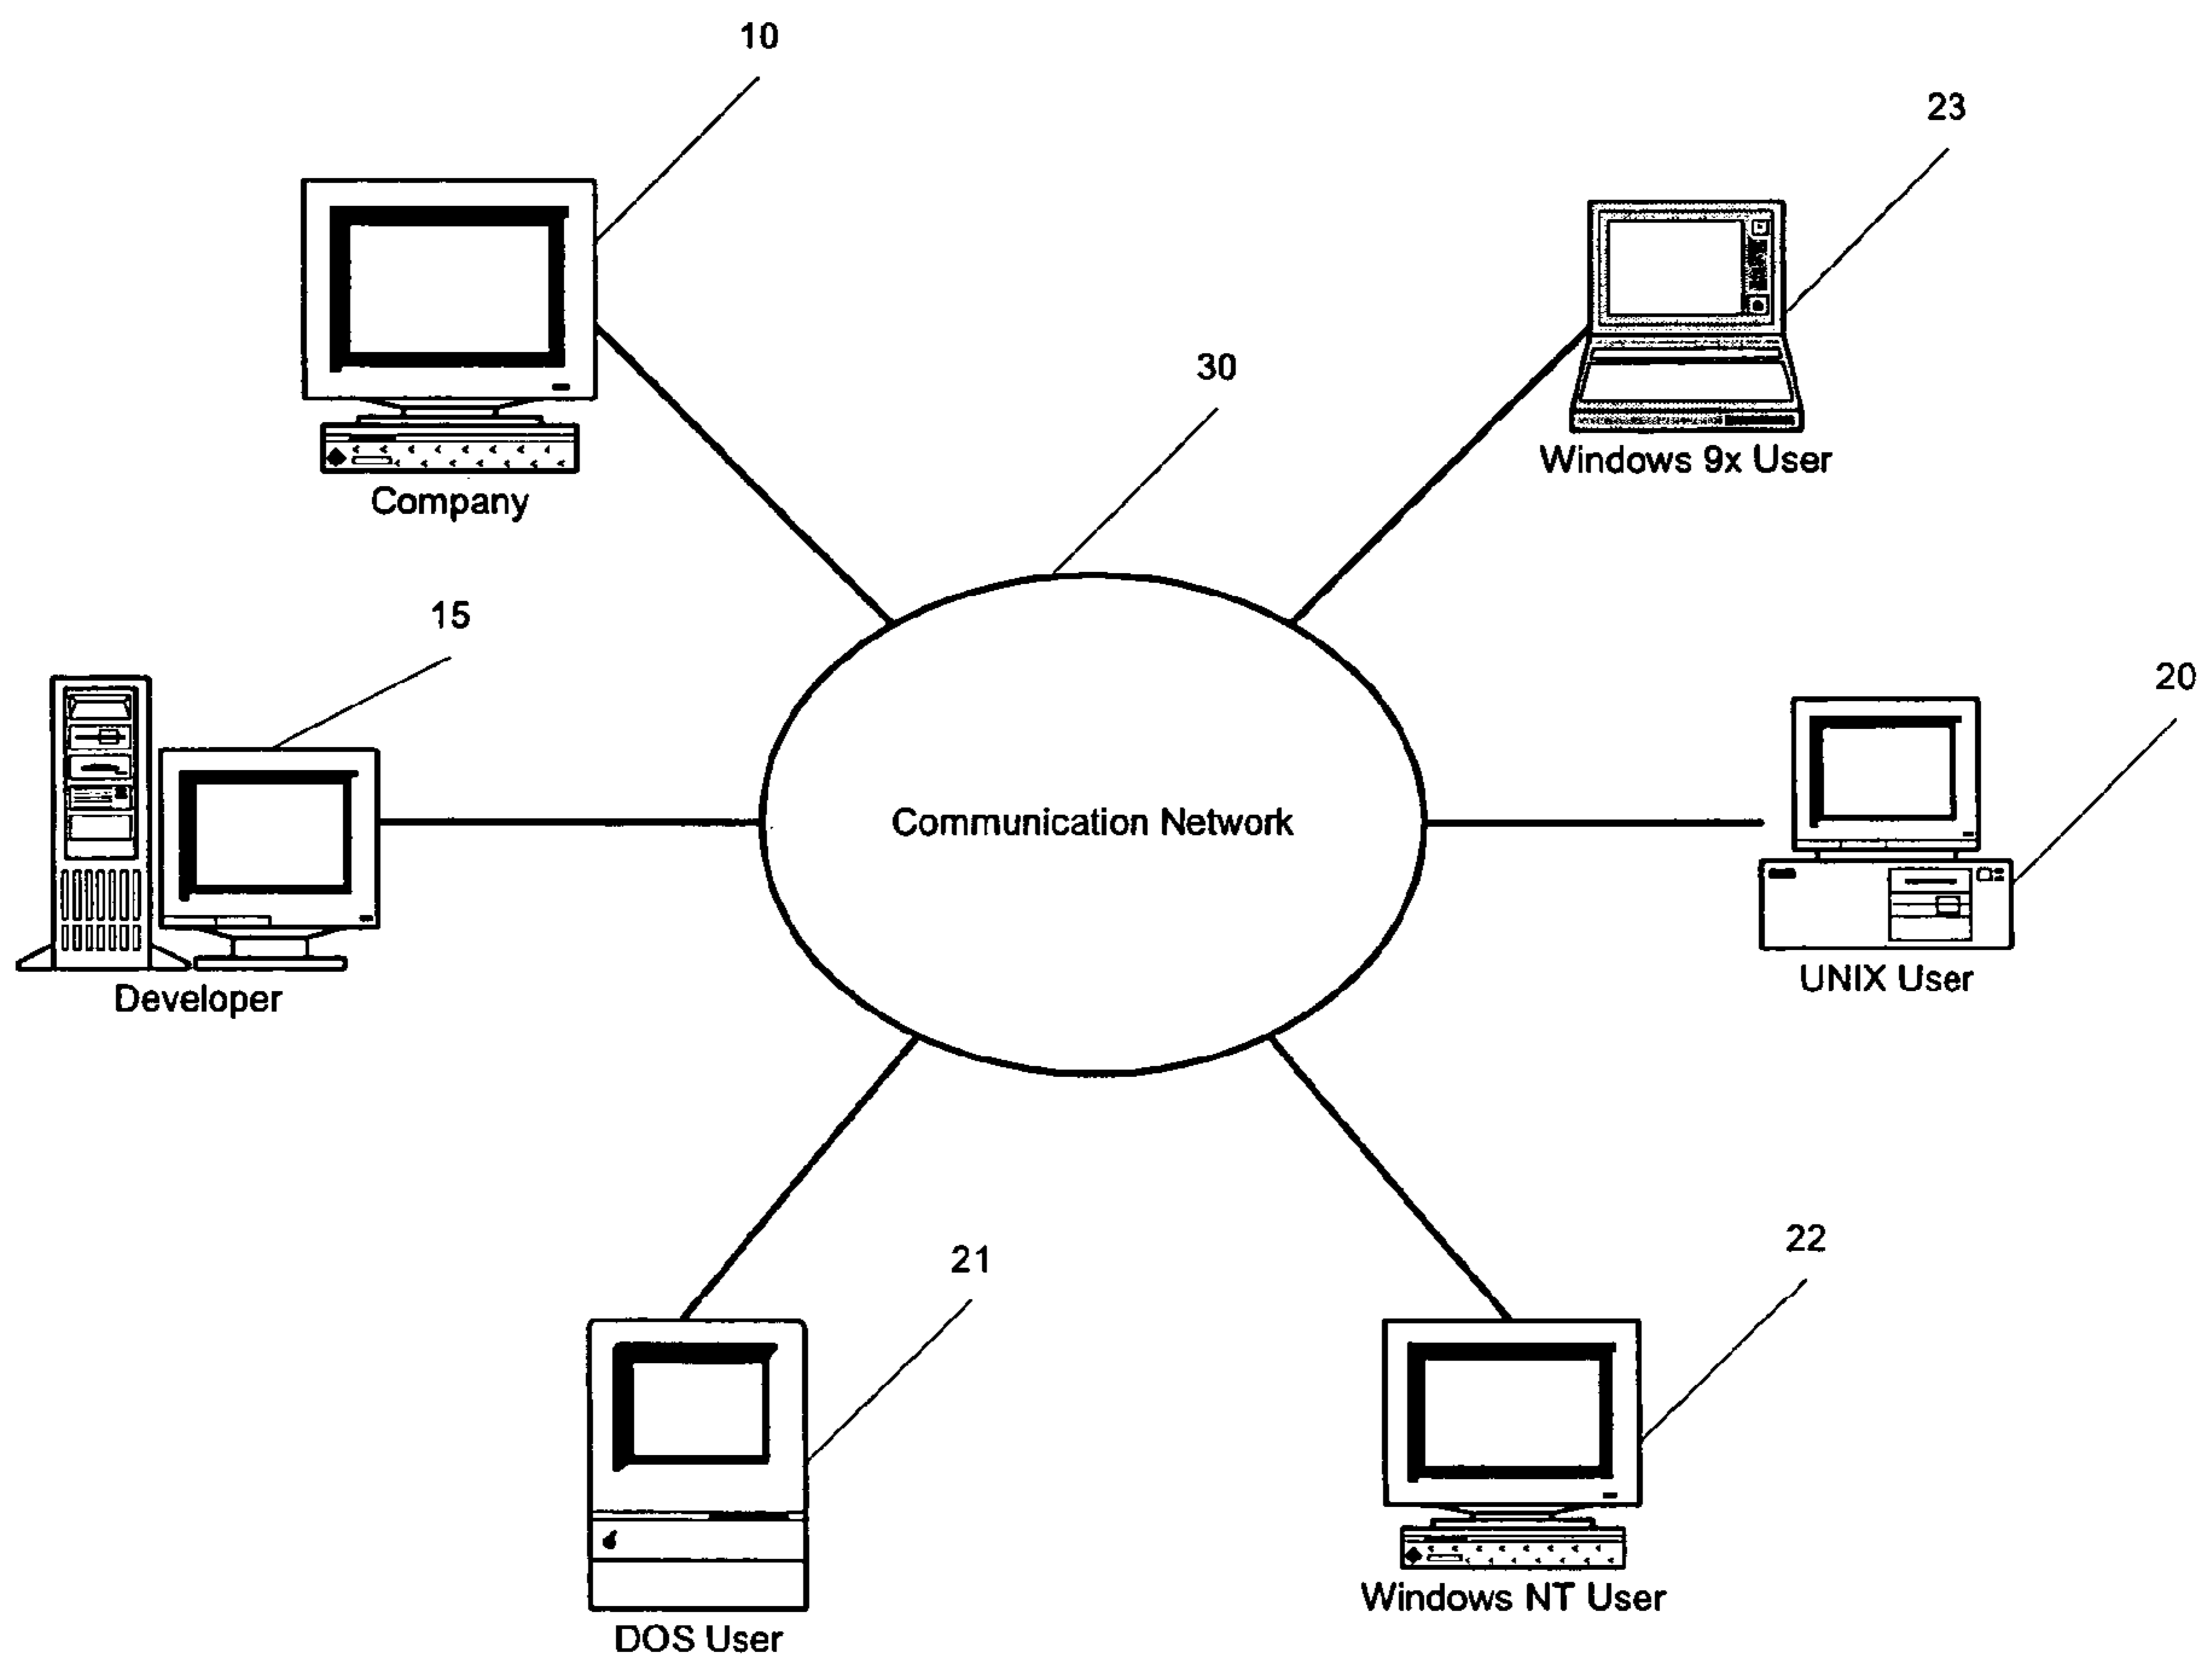 10
23
Company
Windows 9x User
30
15
20
Communication Network
Developer
UNIX User
21
22
DOS User
Windows NT User